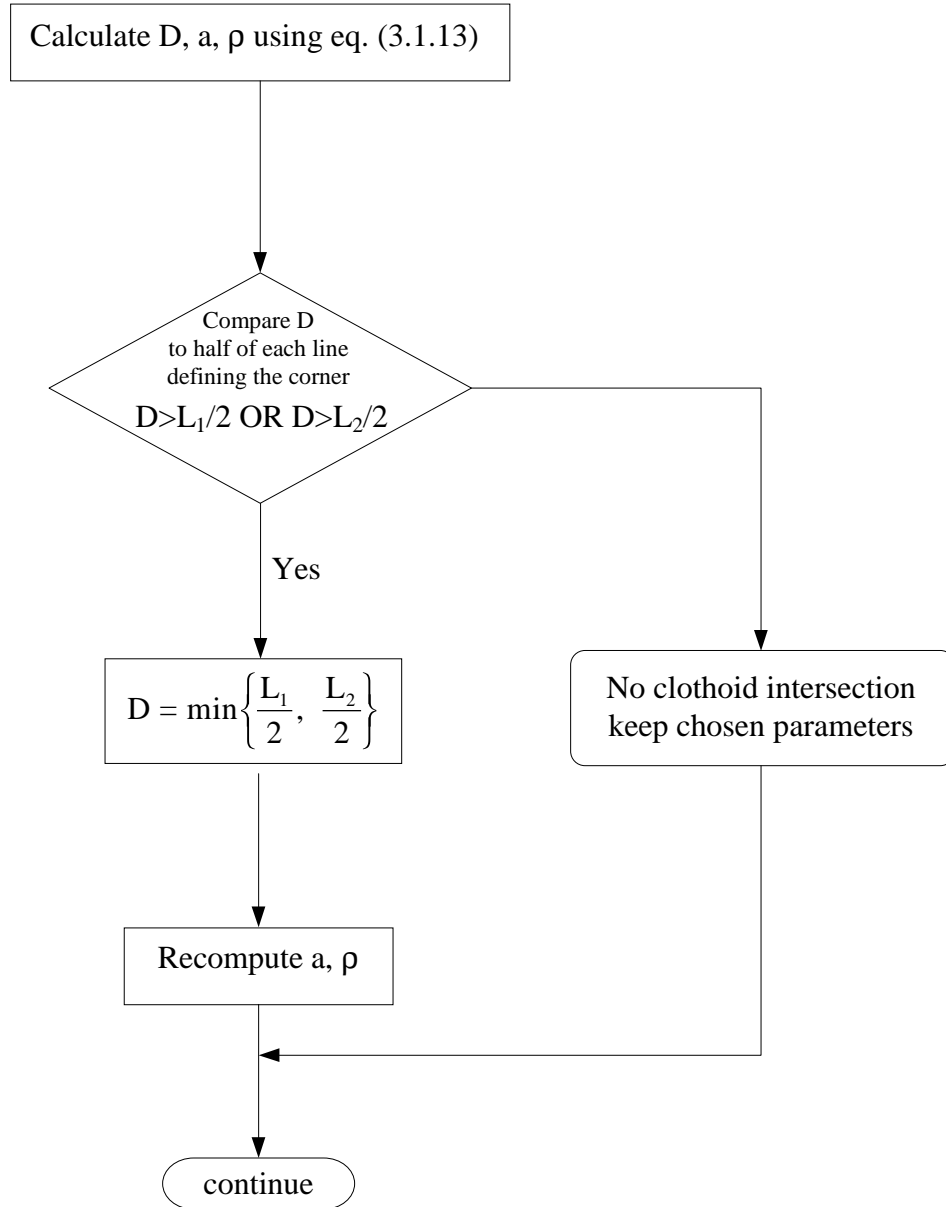 Calculate D, a, ρ using eq. (3.1.13)
Compare D
to half of each line
defining the corner
D>L₁/2 OR D>L₂/2
Yes
D = min{L₁/2, L₂/2}
No clothoid intersection
keep chosen parameters
Recompute a, ρ
continue